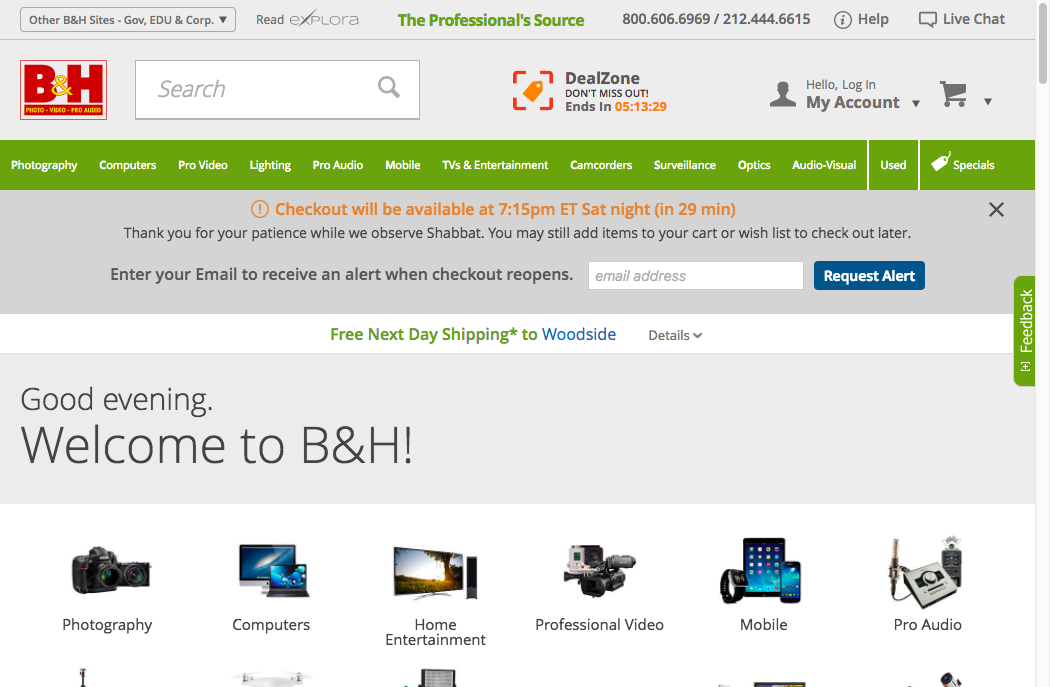 Other B&H Sites - Gov, EDU & Corp. ▼
Read eXPLORA
The Professional's Source
800.606.6969 / 212.444.6615
Help
Live Chat
B&H
PHOTO - VIDEO - PRO AUDIO
Search
DealZone
DON'T MISS OUT!
Ends In 05:13:29
Hello, Log In
My Account ▼
Photography Computers Pro Video Lighting Pro Audio Mobile TVs & Entertainment Camcorders Surveillance Optics Audio-Visual Used Specials
Checkout will be available at 7:15pm ET Sat night (in 29 min)
Thank you for your patience while we observe Shabbat. You may still add items to your cart or wish list to check out later.
Enter your Email to receive an alert when checkout reopens. email address Request Alert
[+] Feedback
Free Next Day Shipping* to Woodside Details
Good evening.
Welcome to B&H!
Photography
Computers
Home
Entertainment
Professional Video
Mobile
Pro Audio